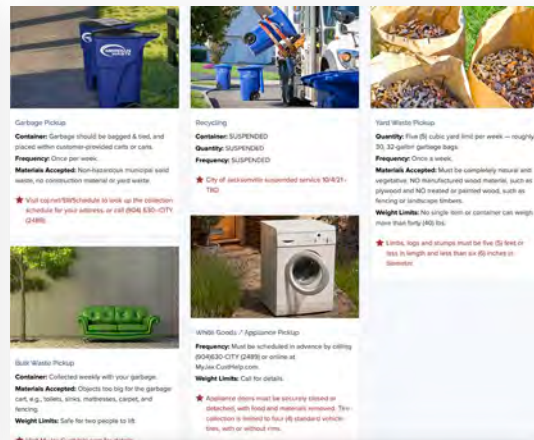 Garbage Pickup
Container: Garbage should be bagged & tied, and
placed within customer-provided carts or cans.
Frequency: Once per week.
Materials Accepted: Non-hazardous municipal solid
waste, no construction material or yard waste.
Visit coj.net/SWSchedule to look up the collection
schedule for your address, or call (904) 630-CITY
(2489).
Bulk Waste Pickup
Container: Collected weekly with your garbage.
Materials Accepted: Objects too big for the garbage
cart, e.g., toilets, sinks, mattresses, carpet, and
fencing.
Weight Limits: Safe for two people to lift.
Recycling
Container: SUSPENDED
Quantity: SUSPENDED
Frequency: SUSPENDED
City of Jacksonville suspended service 10/4/21-
TBD
White Goods / Appliance Pickup
Frequency: Must be scheduled in advance by calling
(904)630-CITY (2489) or online at
MyJax.CustHelp.com.
Weight Limits: Call for details.
Appliance doors must be securely closed or
detached, with food and materials removed. Tire
collection is limited to four (4) standard vehicle
tires, with or without rims.
Yard Waste Pickup
Quantity: Five (5) cubic yard limit per week — roughly
30, 32-gallon garbage bags.
Frequency: Once a week.
Materials Accepted: Must be completely natural and
vegetative, NO manufactured wood material, such as
plywood and NO treated or painted wood, such as
fencing or landscape timbers.
Weight Limits: No single item or container can weigh
more than forty (40) lbs.
Limbs, logs and stumps must be five (5) feet or
less in length and less than six (6) inches in
diameter.